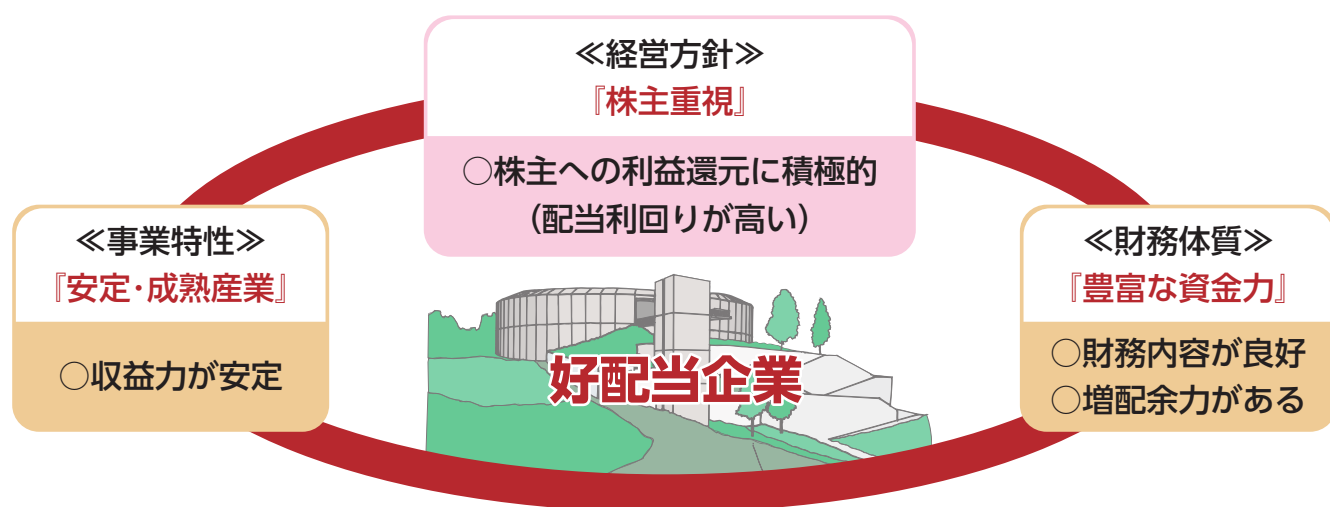 ≪経営方針≫
『株主重視』
○株主への利益還元に積極的
（配当利回りが高い）
≪事業特性≫
『安定・成熟産業』
○収益力が安定
≪財務体質≫
『豊富な資金力』
○財務内容が良好
○増配余力がある
好配当企業